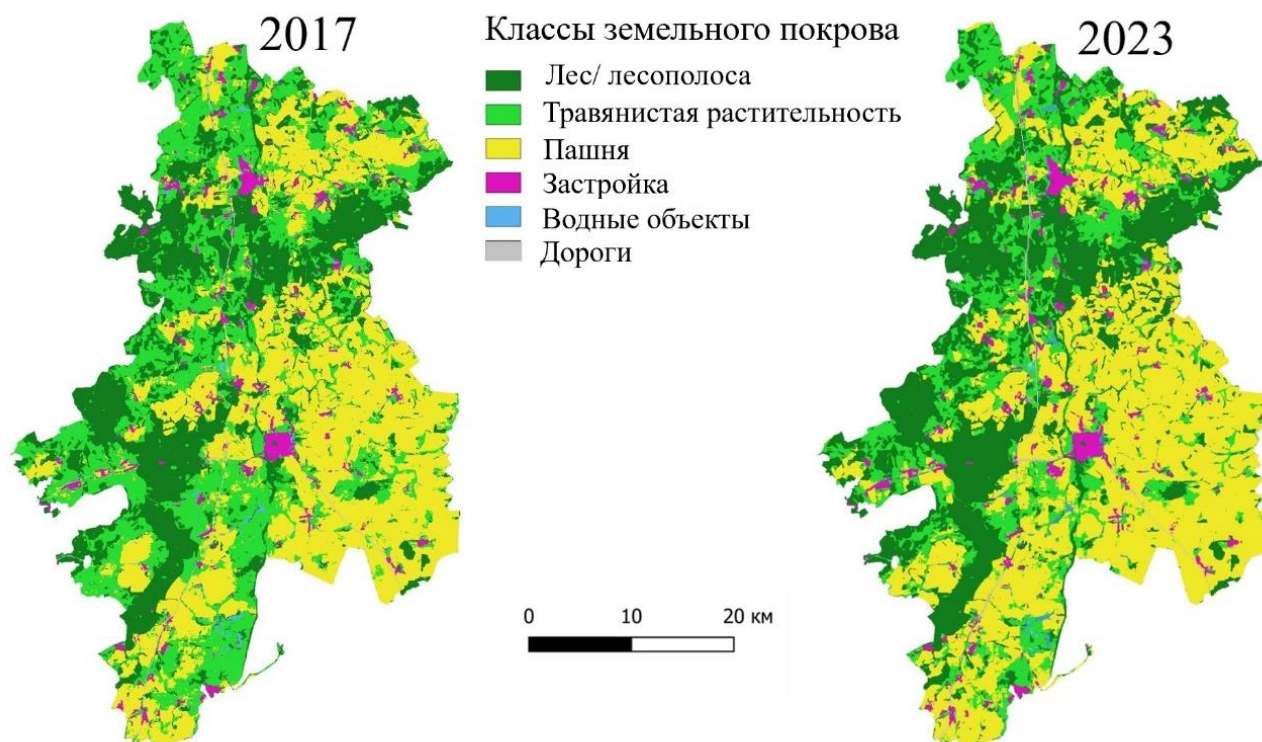 2017
Классы земельного покрова
2023
Лес/ лесополоса
Травянистая растительность
Пашня
Застройка
Водные объекты
Дороги
0 10 20 км